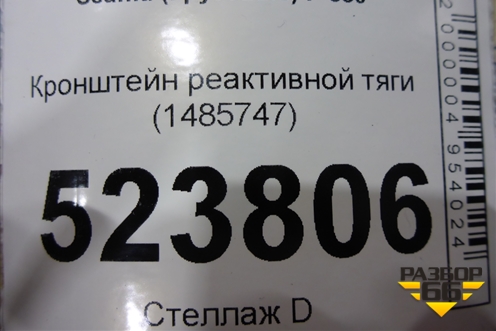 Кронштейн реактивной тяги
(1485747)
523806
Стеллаж D
2000004954024
РАЗБОР
66